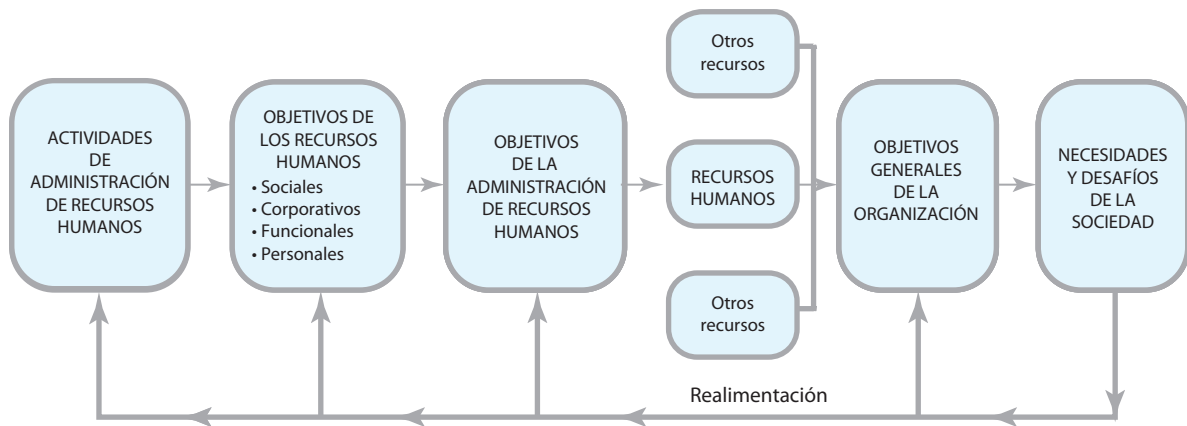 ACTIVIDADES
DE
ADMINISTRACIÓN
DE RECURSOS
HUMANOS
OBJETIVOS DE
LOS RECURSOS
HUMANOS
• Sociales
• Corporativos
• Funcionales
• Personales
OBJETIVOS
DE LA
ADMINISTRACIÓN
DE RECURSOS
HUMANOS
Otros
recursos
RECURSOS
HUMANOS
Otros
recursos
OBJETIVOS
GENERALES
DE LA
ORGANIZACIÓN
NECESIDADES
Y DESAFÍOS
DE LA
SOCIEDAD
Realimentación